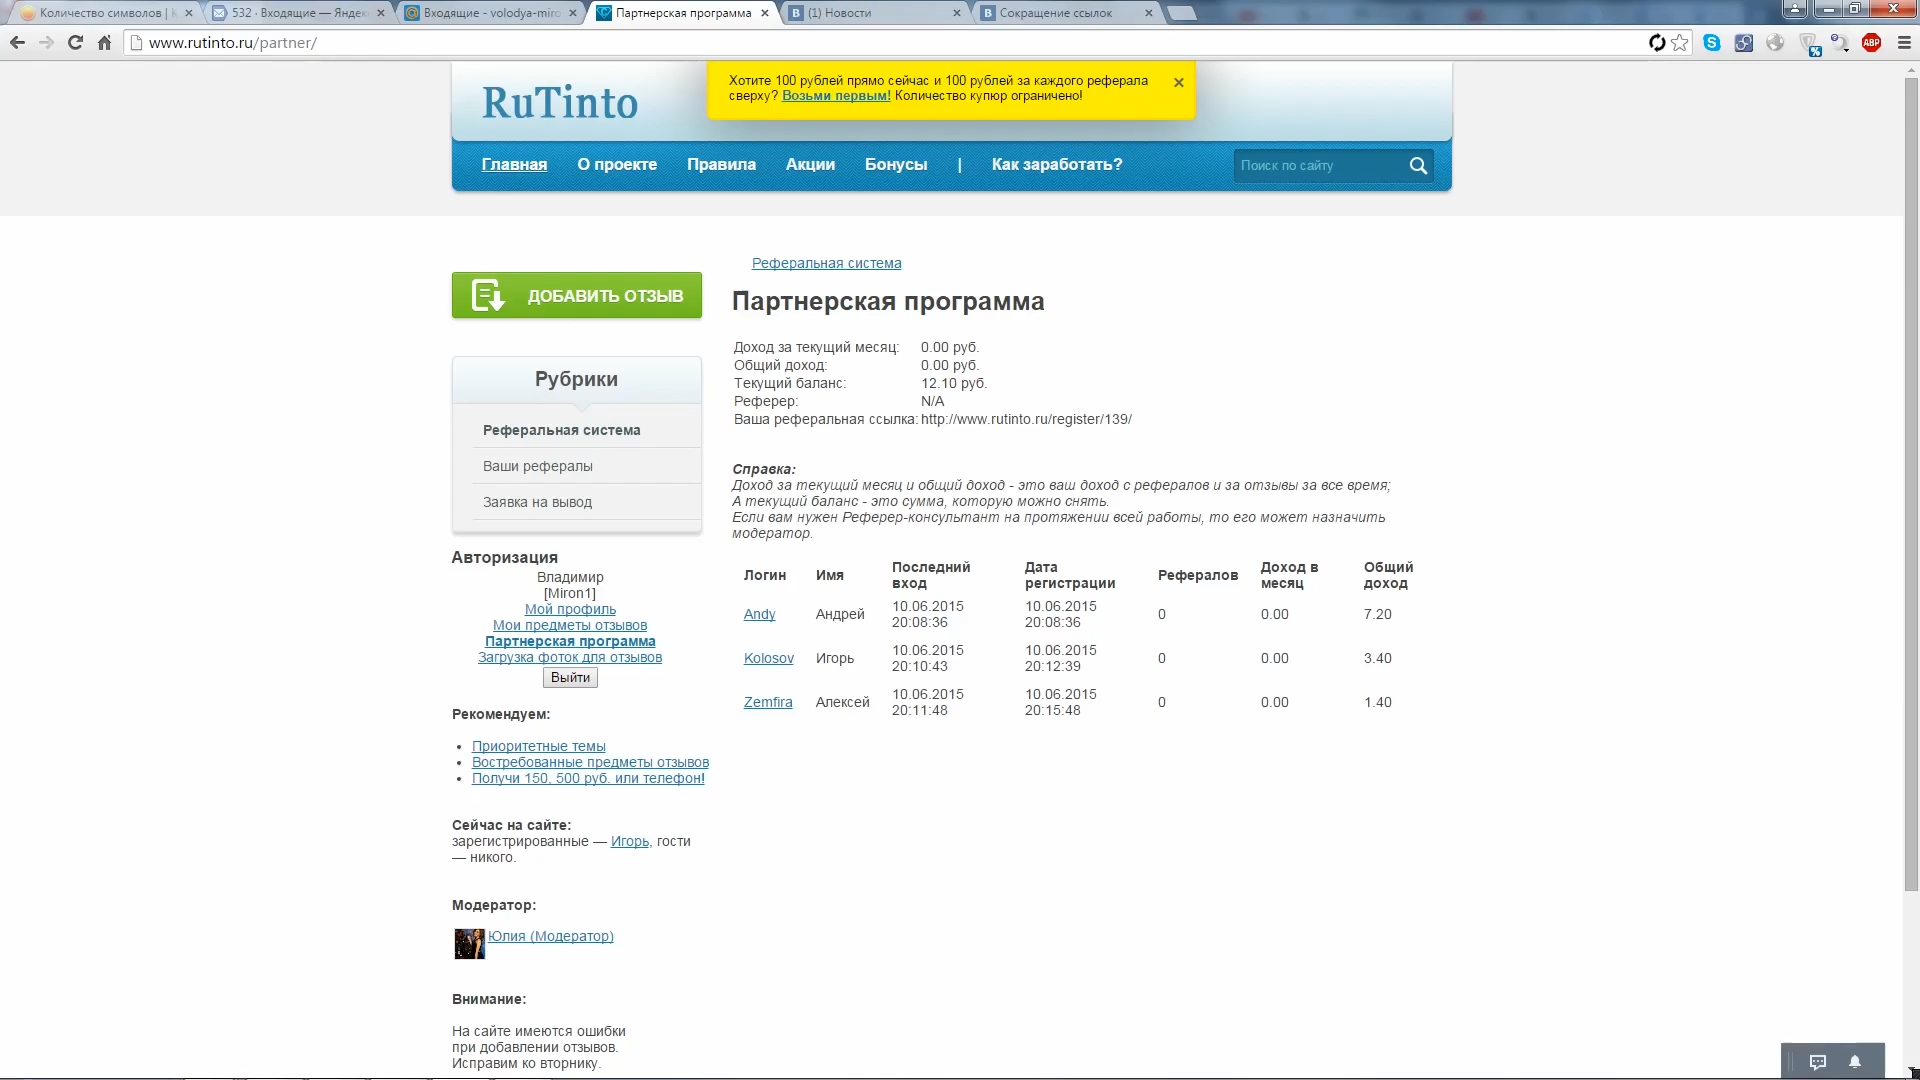 Количество символов |
532 · Входящие — Яндек
Входящие - volodya-miro
Партнерская программа
(1) Новости
Сокращение ссылок
www.rutinto.ru/partner/
ABP
Хотите 100 рублей прямо сейчас и 100 рублей за каждого реферала
сверху? Возьми первым! Количество купюр ограничено!
RuTinto
Главная О проекте Правила Акции Бонусы | Как заработать?
Поиск по сайту
Реферальная система
ДОБАВИТЬ ОТЗЫВ
Партнерская программа
Доход за текущий месяц: 0.00 руб.
Общий доход: 0.00 руб.
Текущий баланс: 12.10 руб.
Реферер: N/A
Ваша реферальная ссылка: http://www.rutinto.ru/register/139/
Рубрики
Реферальная система
Ваши рефералы
Заявка на вывод
Справка:
Доход за текущий месяц и общий доход - это ваш доход с рефералов и за отзывы за все время;
А текущий баланс - это сумма, которую можно снять.
Если вам нужен Реферер-консультант на протяжении всей работы, то его может назначить
модератор.
Логин Имя Последний вход Дата регистрации Рефералов Доход в месяц Общий доход
Andy Андрей 10.06.2015 20:08:36 10.06.2015 20:08:36 0 0.00 7.20
Kolosov Игорь 10.06.2015 20:10:43 10.06.2015 20:12:39 0 0.00 3.40
Zemfira Алексей 10.06.2015 20:11:48 10.06.2015 20:15:48 0 0.00 1.40
Авторизация
Владимир
[Miron1]
Мой профиль
Мои предметы отзывов
Партнерская программа
Загрузка фоток для отзывов
Выйти
Рекомендуем:
Приоритетные темы
Востребованные предметы отзывов
Получи 150, 500 руб. или телефон!
Сейчас на сайте:
зарегистрированные — Игорь, гости
— никого.
Модератор:
Юлия (Модератор)
Внимание:
На сайте имеются ошибки
при добавлении отзывов.
Исправим ко вторнику.